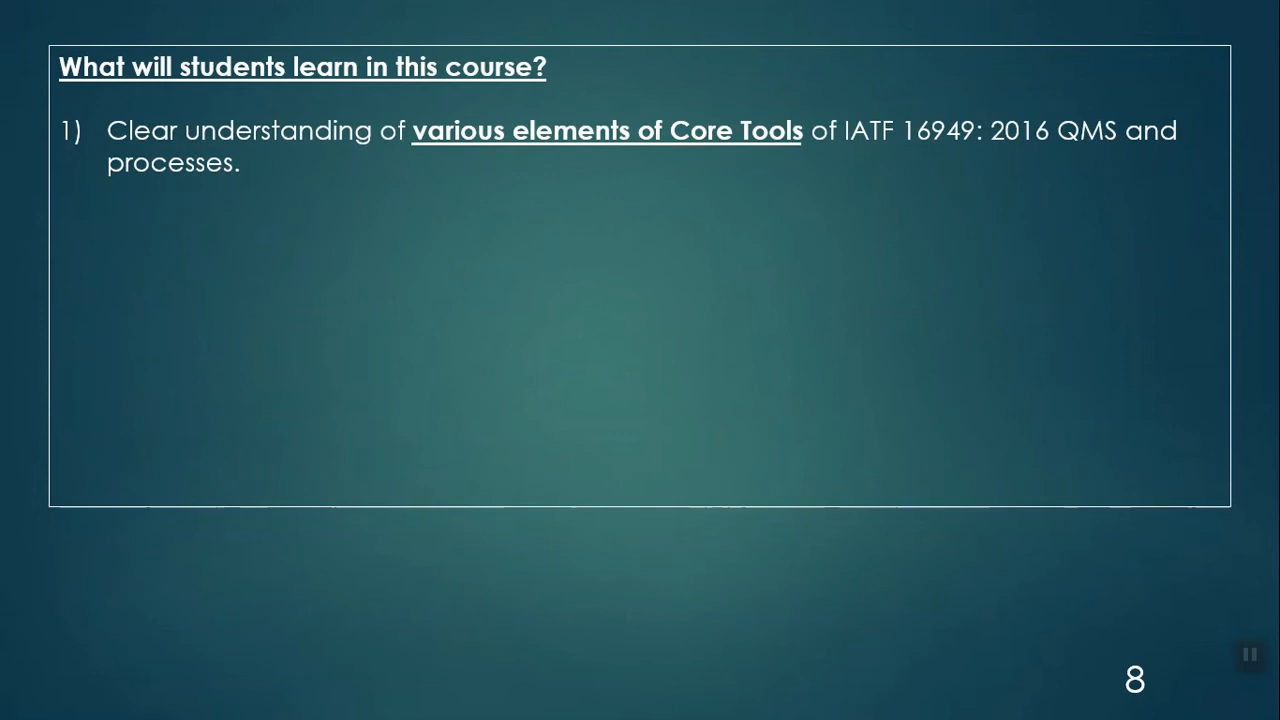 What will students learn in this course?
1) Clear understanding of various elements of Core Tools of IATF 16949: 2016 QMS and
processes.
8